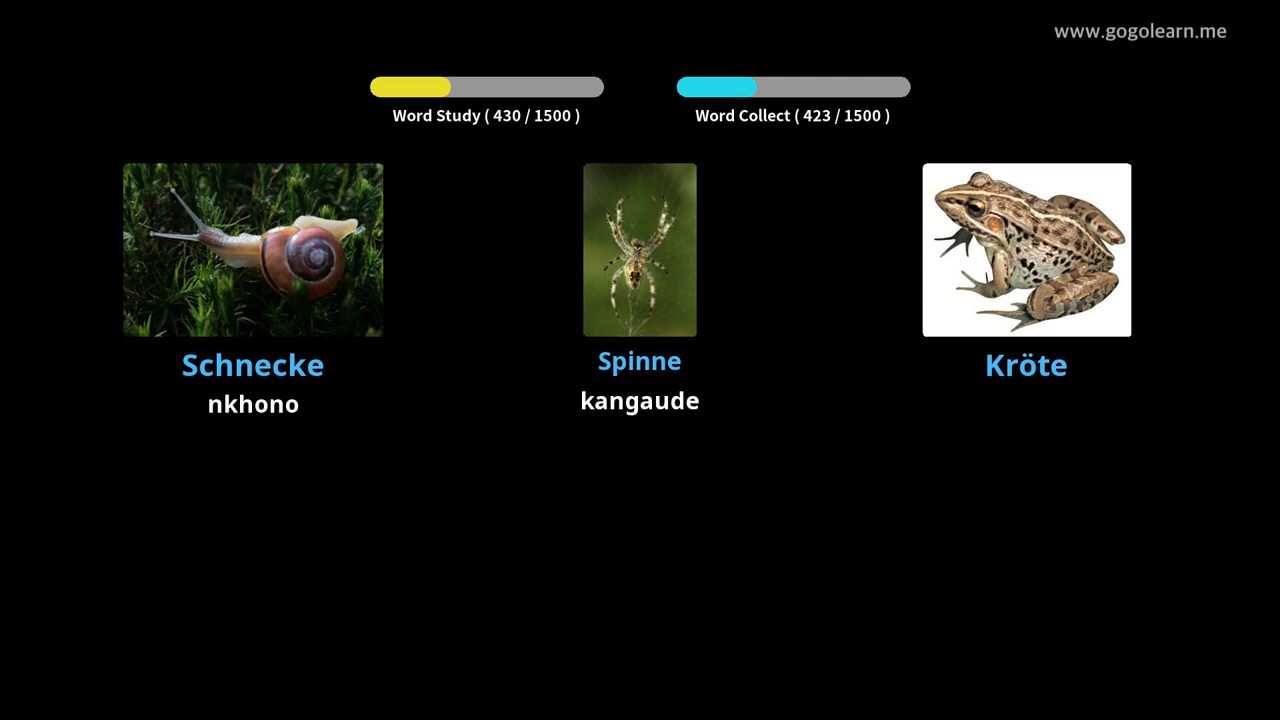 www.gogolearn.me
Word Study ( 430 / 1500 )
Word Collect ( 423 / 1500 )
Schnecke
nkhono
Spinne
kangaude
Kröte